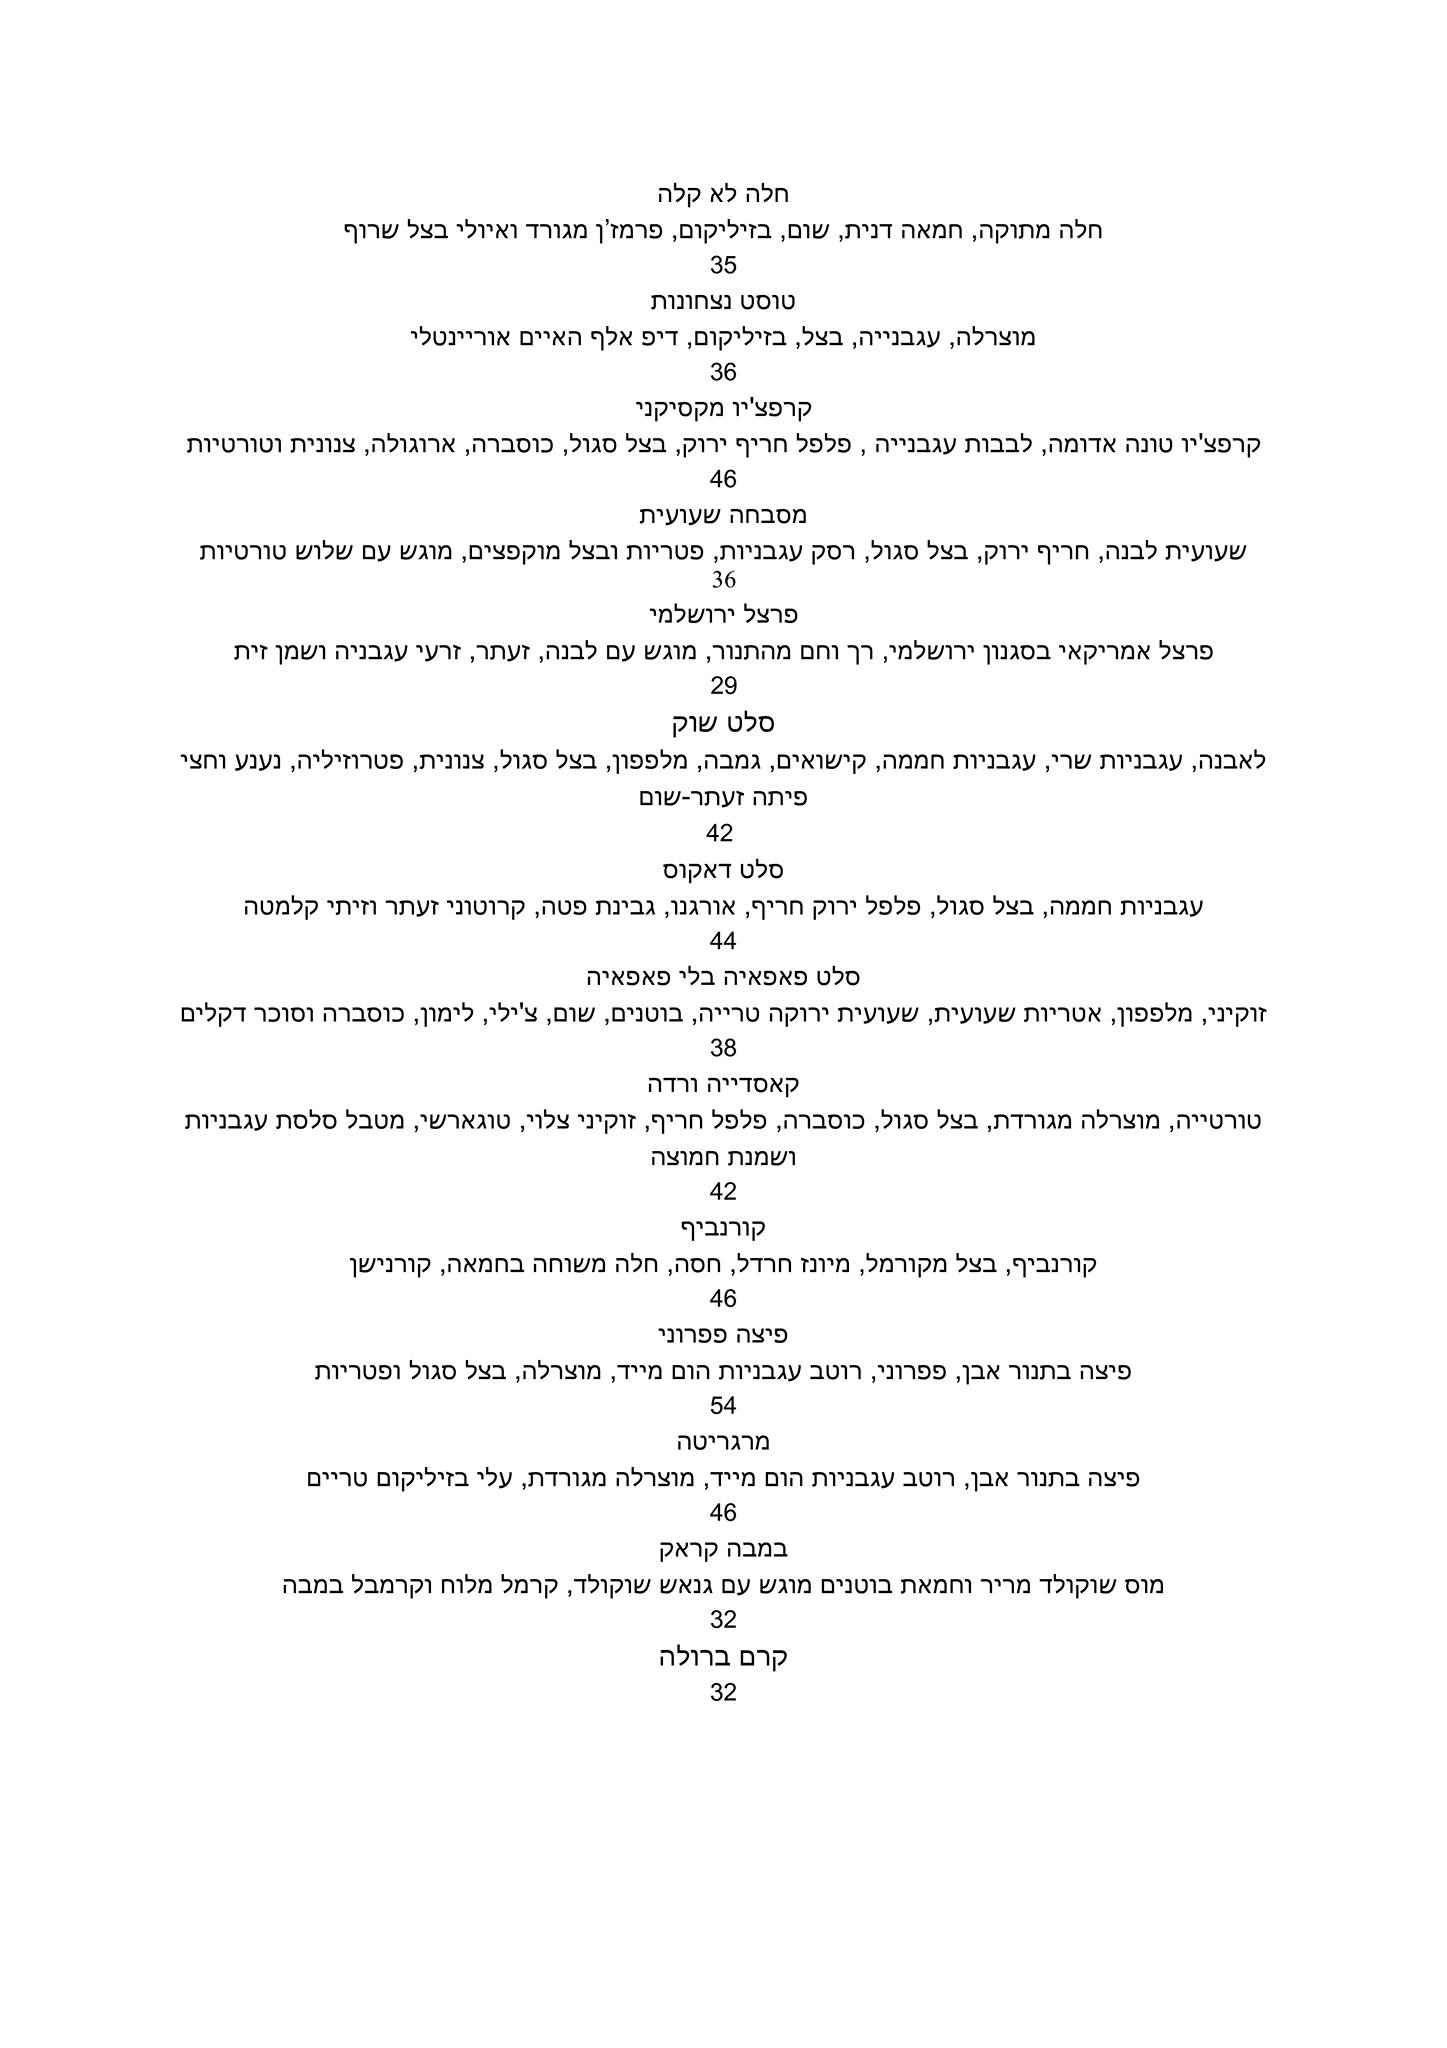 חלה לא קלה
חלה מתוקה, חמאה דנית, שום, בזיליקום, פרמז’ן מגורד ואיולי בצל שרוף
35
טוסט נצחונות
מוצרלה, עגבנייה, בצל, בזיליקום, דיפ אלף האיים אוריינטלי
36
קרפצ'יו מקסיקני
קרפצ'יו טונה אדומה, לבבות עגבנייה , פלפל חריף ירוק, בצל סגול, כוסברה, ארוגולה, צנונית וטורטיות
46
מסבחה שעועית
שעועית לבנה, חריף ירוק, בצל סגול, רסק עגבניות, פטריות ובצל מוקפצים, מוגש עם שלוש טורטיות
36
פרצל ירושלמי
פרצל אמריקאי בסגנון ירושלמי, רך וחם מהתנור, מוגש עם לבנה, זעתר, זרעי עגבניה ושמן זית
29
סלט שוק
לאבנה, עגבניות שרי, עגבניות חממה, קישואים, גמבה, מלפפון, בצל סגול, צנונית, פטרוזיליה, נענע וחצי
פיתה זעתר-שום
42
סלט דאקוס
עגבניות חממה, בצל סגול, פלפל ירוק חריף, אורגנו, גבינת פטה, קרוטוני זעתר וזיתי קלמטה
44
סלט פאפאיה בלי פאפאיה
זוקיני, מלפפון, אטריות שעועית, שעועית ירוקה טרייה, בוטנים, שום, צ'ילי, לימון, כוסברה וסוכר דקלים
38
קאסדייה ורדה
טורטייה, מוצרלה מגורדת, בצל סגול, כוסברה, פלפל חריף, זוקיני צלוי, טוגארשי, מטבל סלסת עגבניות
ושמנת חמוצה
42
קורנביף
קורנביף, בצל מקורמל, מיונז חרדל, חסה, חלה משוחה בחמאה, קורנישן
46
פיצה פפרוני
פיצה בתנור אבן, פפרוני, רוטב עגבניות הום מייד, מוצרלה, בצל סגול ופטריות
54
מרגריטה
פיצה בתנור אבן, רוטב עגבניות הום מייד, מוצרלה מגורדת, עלי בזיליקום טריים
46
במבה קראק
מוס שוקולד מריר וחמאת בוטנים מוגש עם גנאש שוקולד, קרמל מלוח וקרמבל במבה
32
קרם ברולה
32